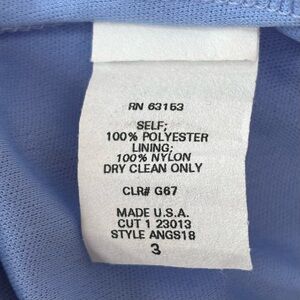 RN 63153
SELF;
100% POLYESTER
LINING;
100% NYLON
DRY CLEAN ONLY
CLR# G67
MADE U.S.A.
CUT 1 23013
STYLE ANGS18
3